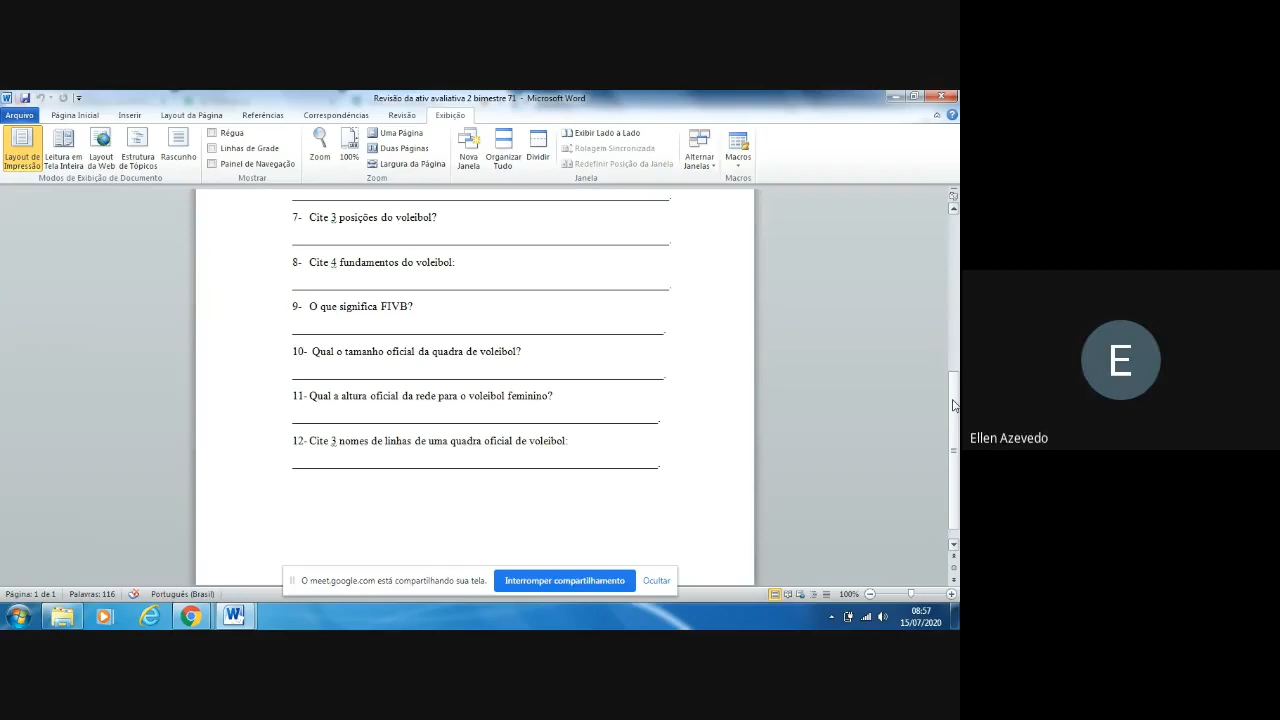 Revisão da ativ avaliativa 2 bimestre 71 - Microsoft Word
Arquivo Página Inicial Inserir Layout da Página Referências Correspondências Revisão Exibição
Layout de Impressão
Leitura em Tela Inteira
Layout da Web
Estrutura de Tópicos
Rascunho
Modos de Exibição de Documento
Régua
Linhas de Grade
Painel de Navegação
Mostrar
Zoom
100%
Uma Página
Duas Páginas
Largura da Página
Zoom
Nova Janela
Organizar Tudo
Dividir
Exibir Lado a Lado
Rolagem Sincronizada
Redefinir Posição da Janela
Janela
Alternar Janelas
Macros
Macros
7- Cite 3 posições do voleibol?
8- Cite 4 fundamentos do voleibol:
9- O que significa FIVB?
10- Qual o tamanho oficial da quadra de voleibol?
11- Qual a altura oficial da rede para o voleibol feminino?
12- Cite 3 nomes de linhas de uma quadra oficial de voleibol:
O meet.google.com está compartilhando sua tela. Interromper compartilhamento Ocultar
Página: 1 de 1 Palavras: 116 Português (Brasil) 100%
08:57
15/07/2020
E
Ellen Azevedo